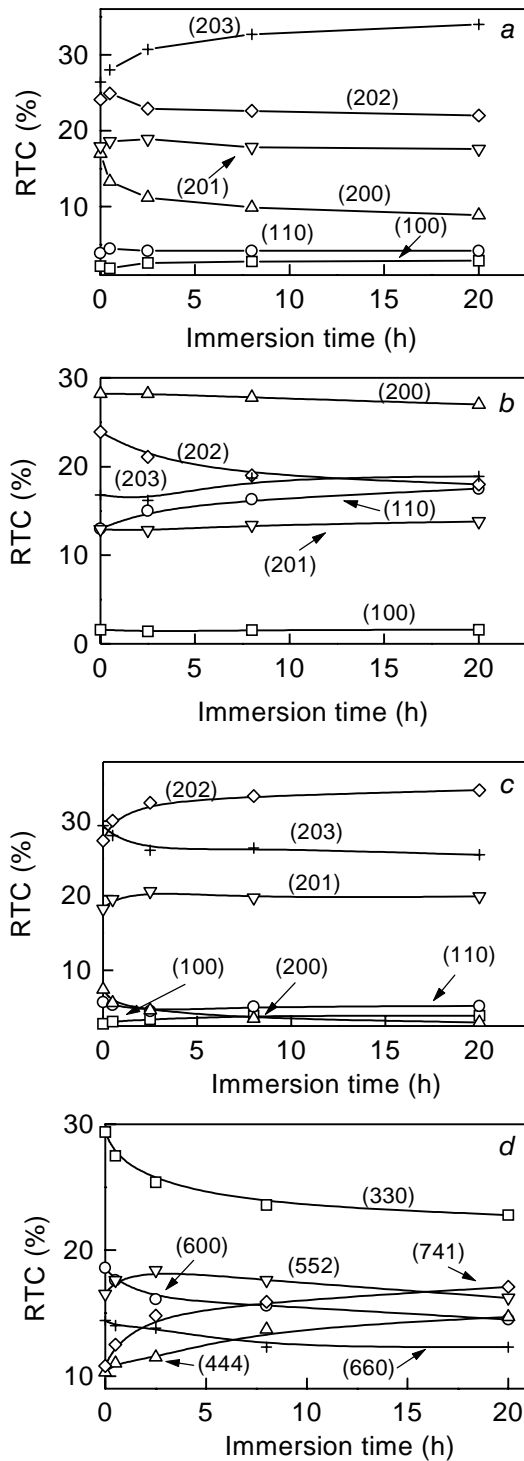 a
(203)
30
(202)
RTC (%)
20
(201)
(200)
10
(110)
(100)
0 5 10 15 20
Immersion time (h)
30
b
(200)
(202)
20
(203)
RTC (%)
(110)
10
(201)
(100)
0
0 5 10 15 20
Immersion time (h)
c
(202)
30
(203)
RTC (%)
20
(201)
10
(100)
(200)
(110)
0 5 10 15 20
Immersion time (h)
30
d
(330)
RTC (%)
20
(600)
(552)
(741)
(444)
(660)
10
0 5 10 15 20
Immersion time (h)